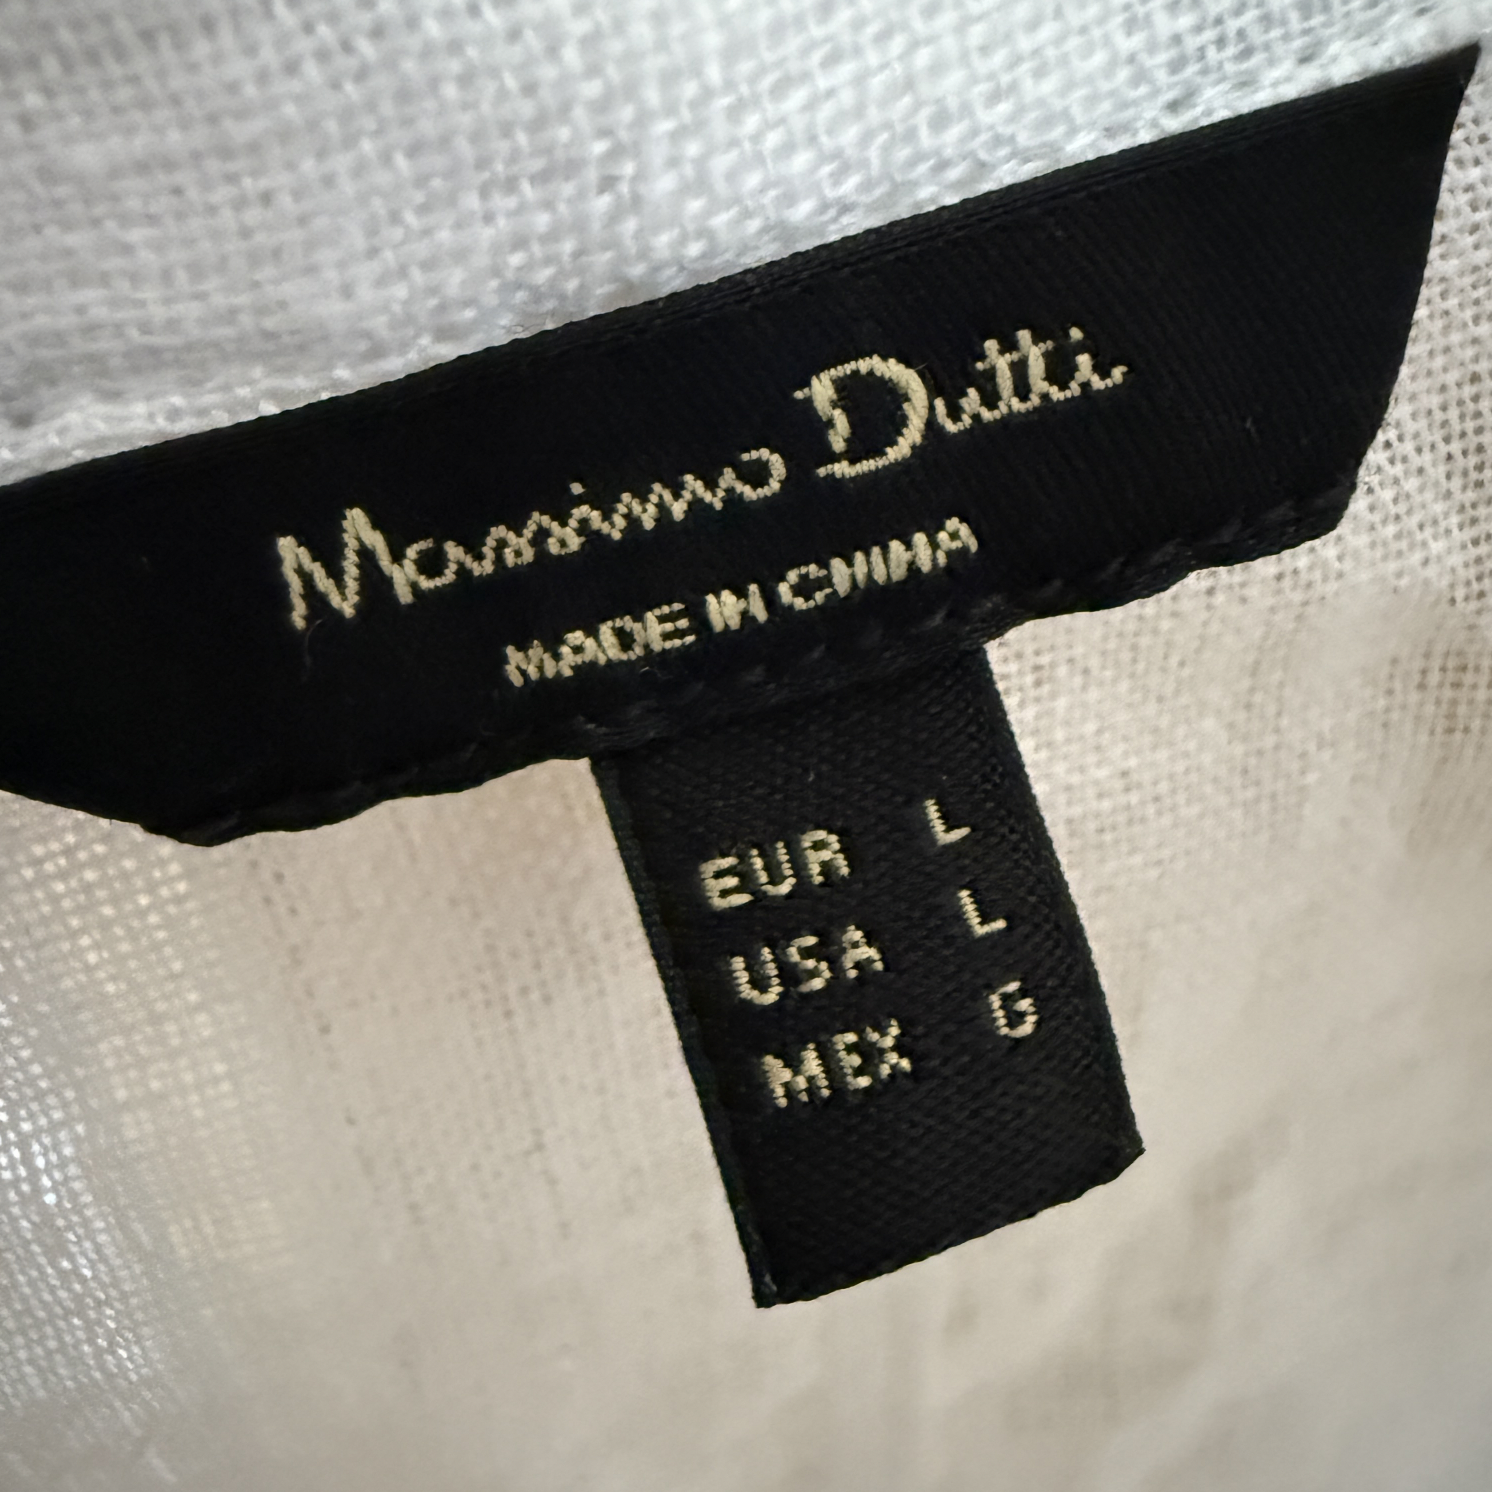 Massimo Dutti
MADE IN CHINA
EUR L
USA L
MEX G